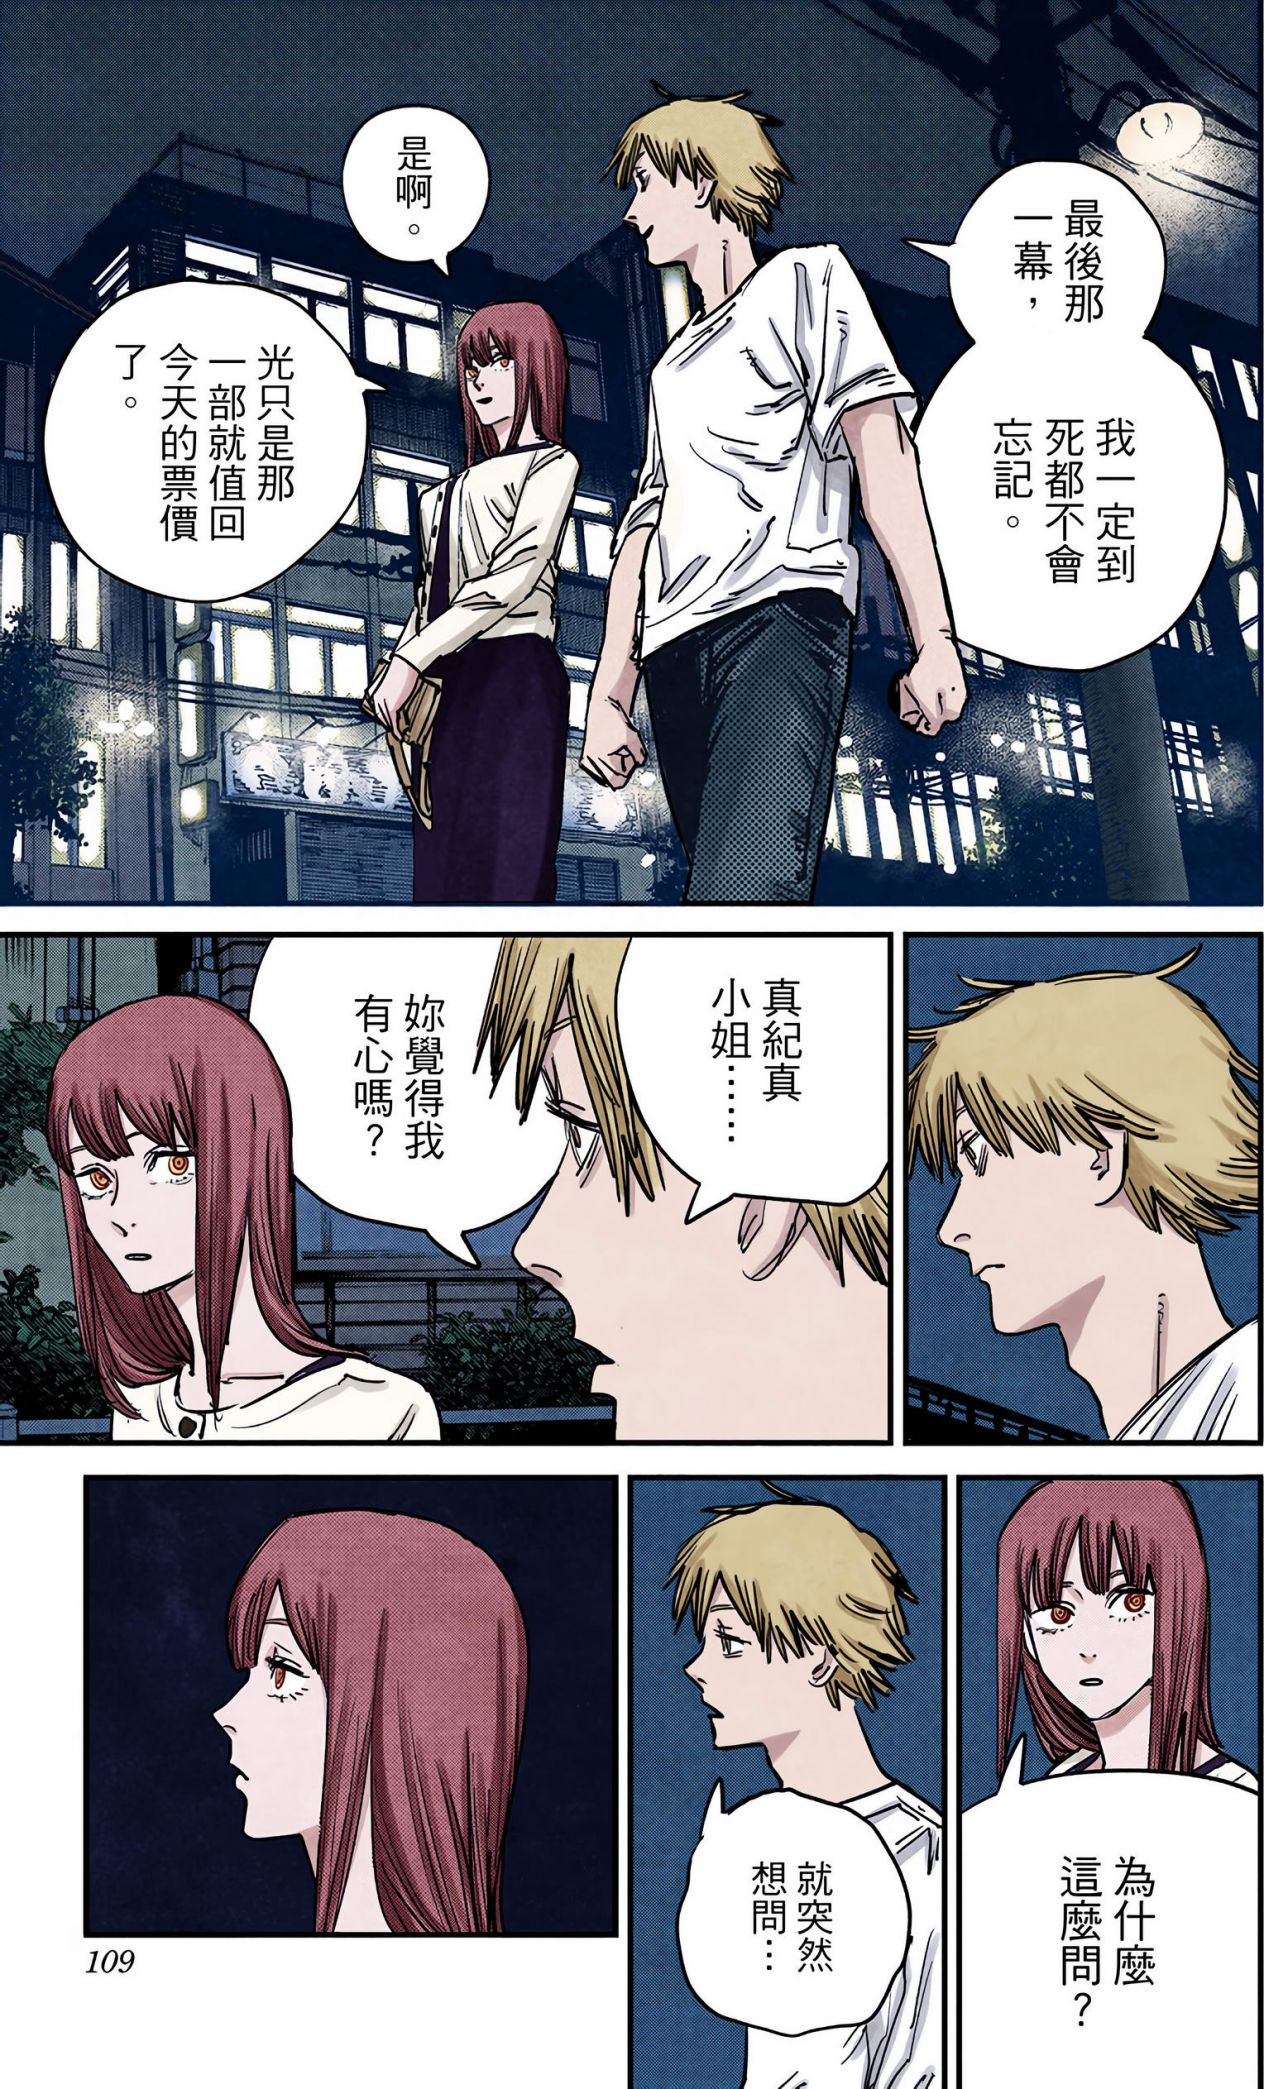 最後那
一幕，
我一定到
死都不會
忘記。
是啊。
光只是那
一部就值回
今天的票價
了。
真紀真
小姐……
妳覺得我
有心嗎？
為什麼
這麼問？
就突然
想問…
109